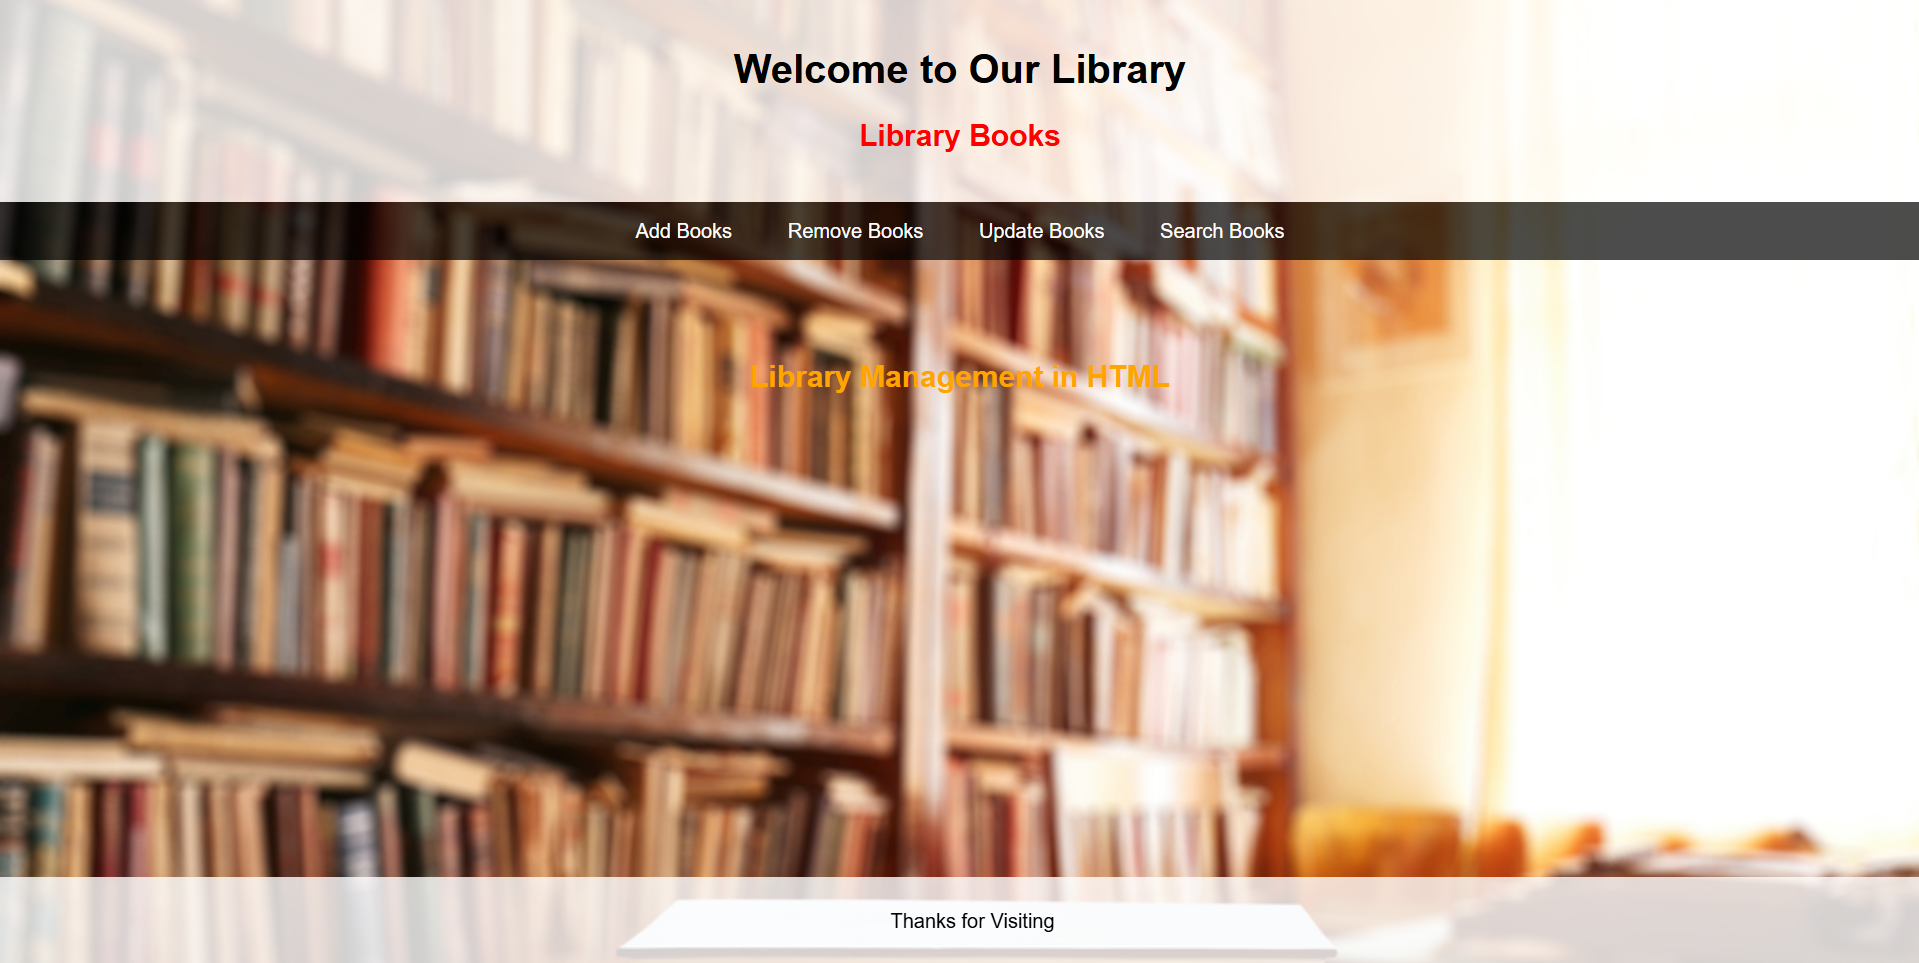 Welcome to Our Library
Library Books
Add Books Remove Books Update Books Search Books
Library Management in HTML
Thanks for Visiting